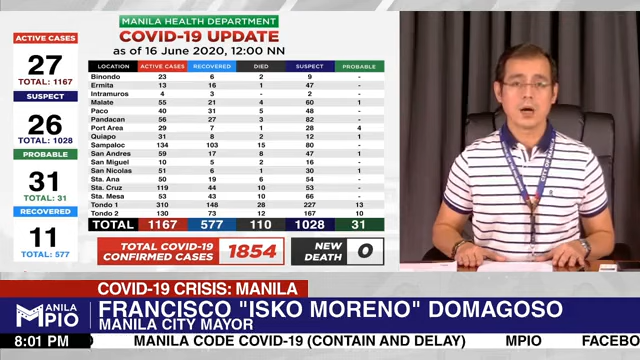 MANILA HEALTH DEPARTMENT
COVID-19 UPDATE
as of 16 June 2020, 12:00 NN
ACTIVE CASES
27
TOTAL: 1167
SUSPECT
26
TOTAL: 1028
PROBABLE
31
TOTAL: 31
RECOVERED
11
TOTAL: 577
LOCATION ACTIVE CASES RECOVERED DIED SUSPECT PROBABLE
Binondo 23 6 2 9 -
Ermita 13 16 1 47 -
Intramuros 4 3 - 2 -
Malate 55 21 4 60 1
Paco 40 31 5 48 -
Pandacan 56 27 3 82 -
Port Area 29 7 1 28 4
Quiapo 31 8 2 12 1
Sampaloc 134 103 15 80 -
San Andres 59 17 8 47 1
San Miguel 10 5 2 16 -
San Nicolas 51 6 1 30 1
Sta. Ana 50 19 6 54 -
Sta. Cruz 119 44 10 53 -
Sta. Mesa 53 43 10 66 -
Tondo 1 310 148 28 227 13
Tondo 2 130 73 12 167 10
TOTAL 1167 577 110 1028 31
TOTAL COVID-19
CONFIRMED CASES 1854
NEW
DEATH 0
COVID-19 CRISIS: MANILA
MANILA
MPIO
FRANCISCO "ISKO MORENO" DOMAGOSO
MANILA CITY MAYOR
8:01 PM MANILA CODE COVID-19 (CONTAIN AND DELAY) MPIO FACEBO